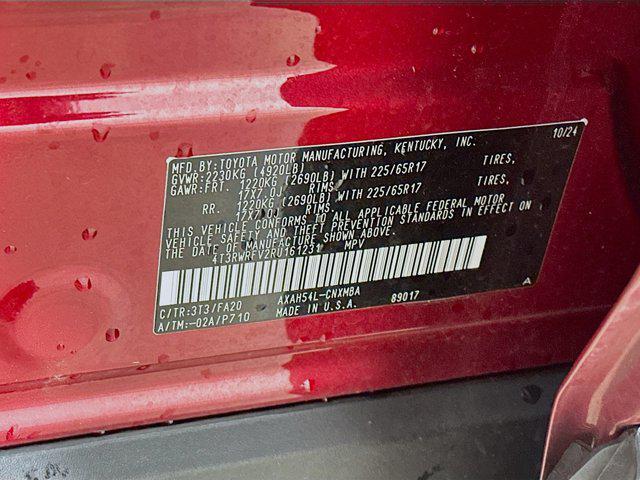 MFD.BY:TOYOTA MOTOR MANUFACTURING, KENTUCKY, INC. 10/24
GVWR:2230KG (4920LB)
GAWR:FRT. 1220KG (2690LB) WITH 225/65R17 TIRES,
17X7.0J RIMS,
RR. 1220KG (2690LB) WITH 225/65R17 TIRES,
17X7.0J RIMS
THIS VEHICLE CONFORMS TO ALL APPLICABLE FEDERAL MOTOR
VEHICLE SAFETY AND THEFT PREVENTION STANDARDS IN EFFECT ON
THE DATE OF MANUFACTURE SHOWN ABOVE.
4T3RWRFV2RU161231 MPV
C/TR:3T3/FA20 AXAH54L-CNXMBA A
A/TM:-02A/P710 MADE IN U.S.A. 89017